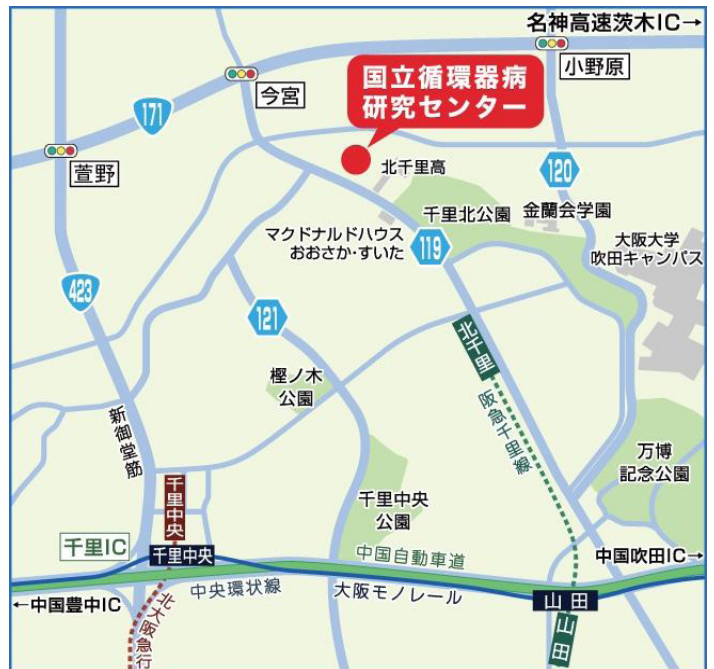 名神高速茨木IC→
小野原
今宮
国立循環器病
研究センター
171
萱野
北千里高
120
千里北公園
金蘭会学園
マクドナルドハウス
おおさか・すいた
119
大阪大学
吹田キャンパス
423
121
北千里
樫ノ木
公園
阪急千里線
新御堂筋
万博
記念公園
千里中央
千里中央
公園
千里IC
千里中央
中国自動車道
中国吹田IC→
←中国豊中IC
中央環状線
大阪モノレール
山田
山田
北大阪急行